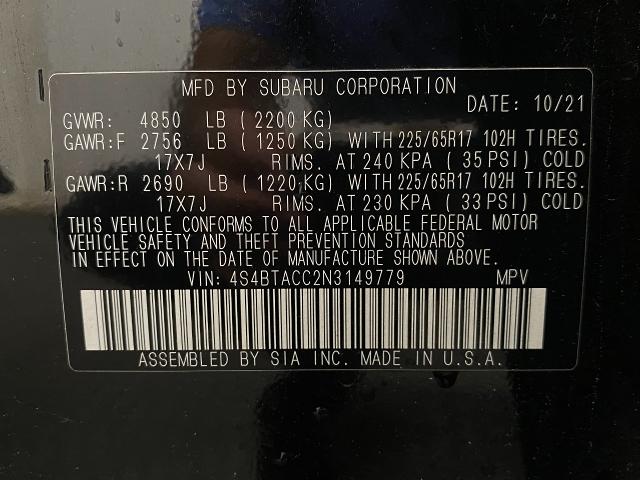 MFD BY SUBARU CORPORATION
DATE: 10/21
GVWR: 4850 LB ( 2200 KG)
GAWR:F 2756 LB ( 1250 KG) WITH 225/65R17 102H TIRES.
17X7J RIMS. AT 240 KPA ( 35 PSI) COLD
GAWR:R 2690 LB ( 1220 KG) WITH 225/65R17 102H TIRES.
17X7J RIMS. AT 230 KPA ( 33 PSI) COLD
THIS VEHICLE CONFORMS TO ALL APPLICABLE FEDERAL MOTOR
VEHICLE SAFETY AND THEFT PREVENTION STANDARDS
IN EFFECT ON THE DATE OF MANUFACTURE SHOWN ABOVE.
VIN: 4S4BTACC2N3149779 MPV
ASSEMBLED BY SIA INC. MADE IN U.S.A.